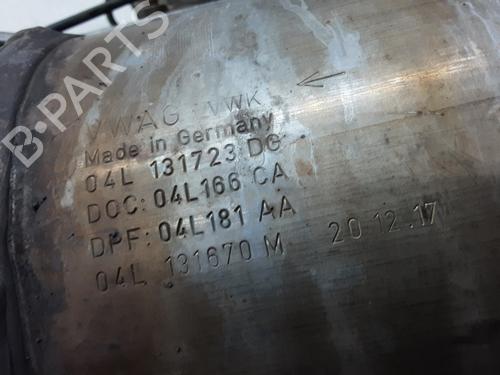 VWAG VWK
Made in Germany
04L 131723 DG
DOC: 04L166 CA
DPF: 04L181 AA
04L 131670 M 20 12.17
B-PARTS